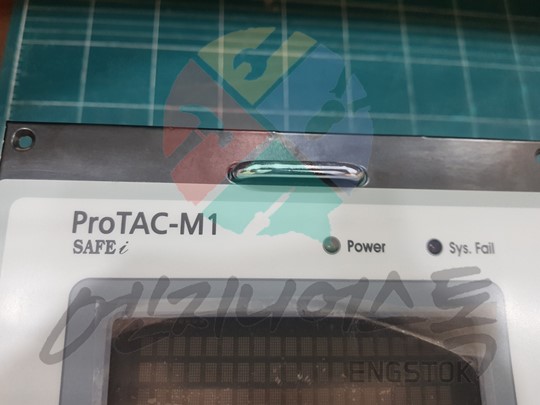 ProTAC-M1
SAFE i
Power
Sys. Fail
엔지니어스톡
ENGSTOK